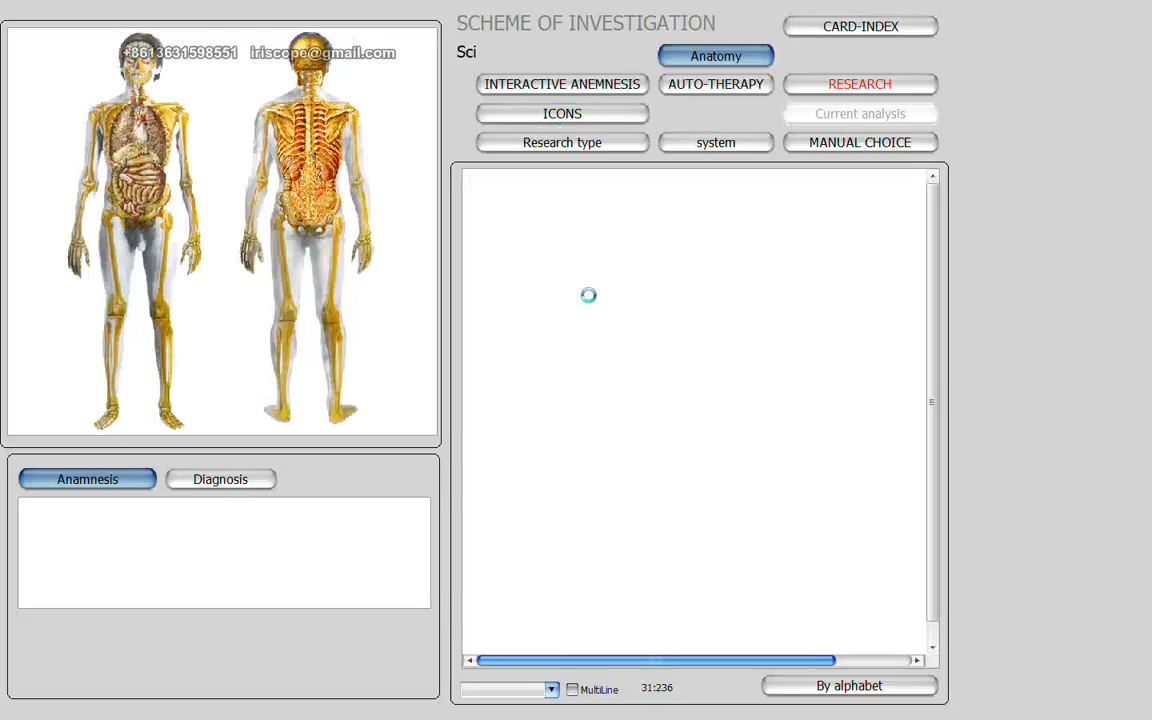 +8613631598551 iriscope@gmail.com
SCHEME OF INVESTIGATION
CARD-INDEX
Sci
Anatomy
INTERACTIVE ANEMNESIS
AUTO-THERAPY
RESEARCH
ICONS
Current analysis
Research type
system
MANUAL CHOICE
Anamnesis
Diagnosis
MultiLine
31:236
By alphabet